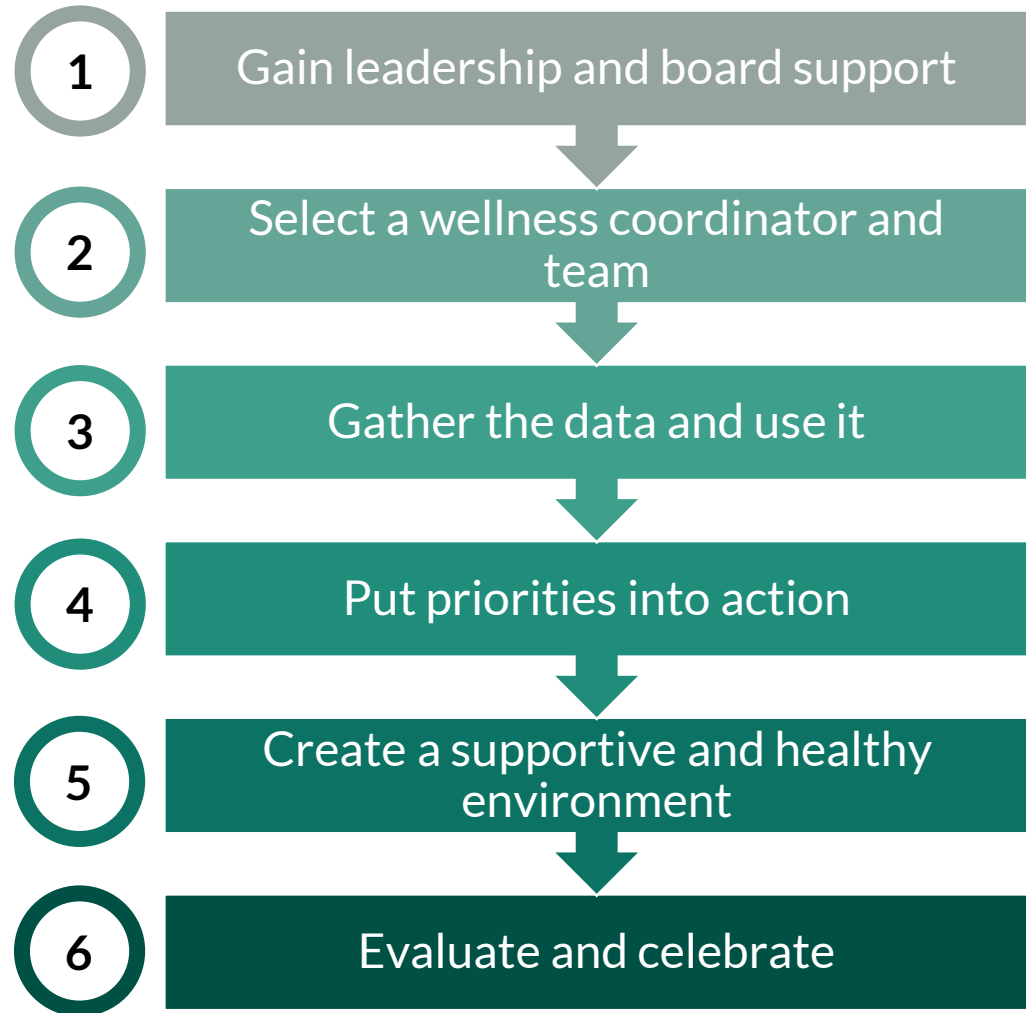 1
Gain leadership and board support
2
Select a wellness coordinator and
team
3
Gather the data and use it
4
Put priorities into action
5
Create a supportive and healthy
environment
6
Evaluate and celebrate